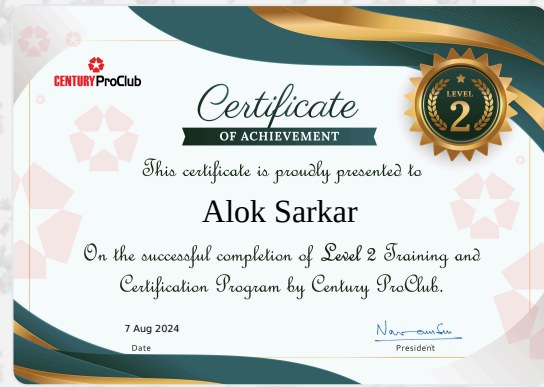 CENTURY ProClub
Certificate
OF ACHIEVEMENT
LEVEL
2
This certificate is proudly presented to
Alok Sarkar
On the successful completion of Level 2 Training and
Certification Program by Century ProClub.
7 Aug 2024
Date
President